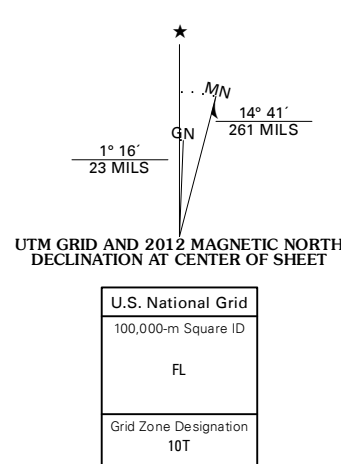 ★
MN
GN
14° 41´
261 MILS
1° 16´
23 MILS
UTM GRID AND 2012 MAGNETIC NORTH
DECLINATION AT CENTER OF SHEET
U.S. National Grid
100,000-m Square ID
FL
Grid Zone Designation
10T